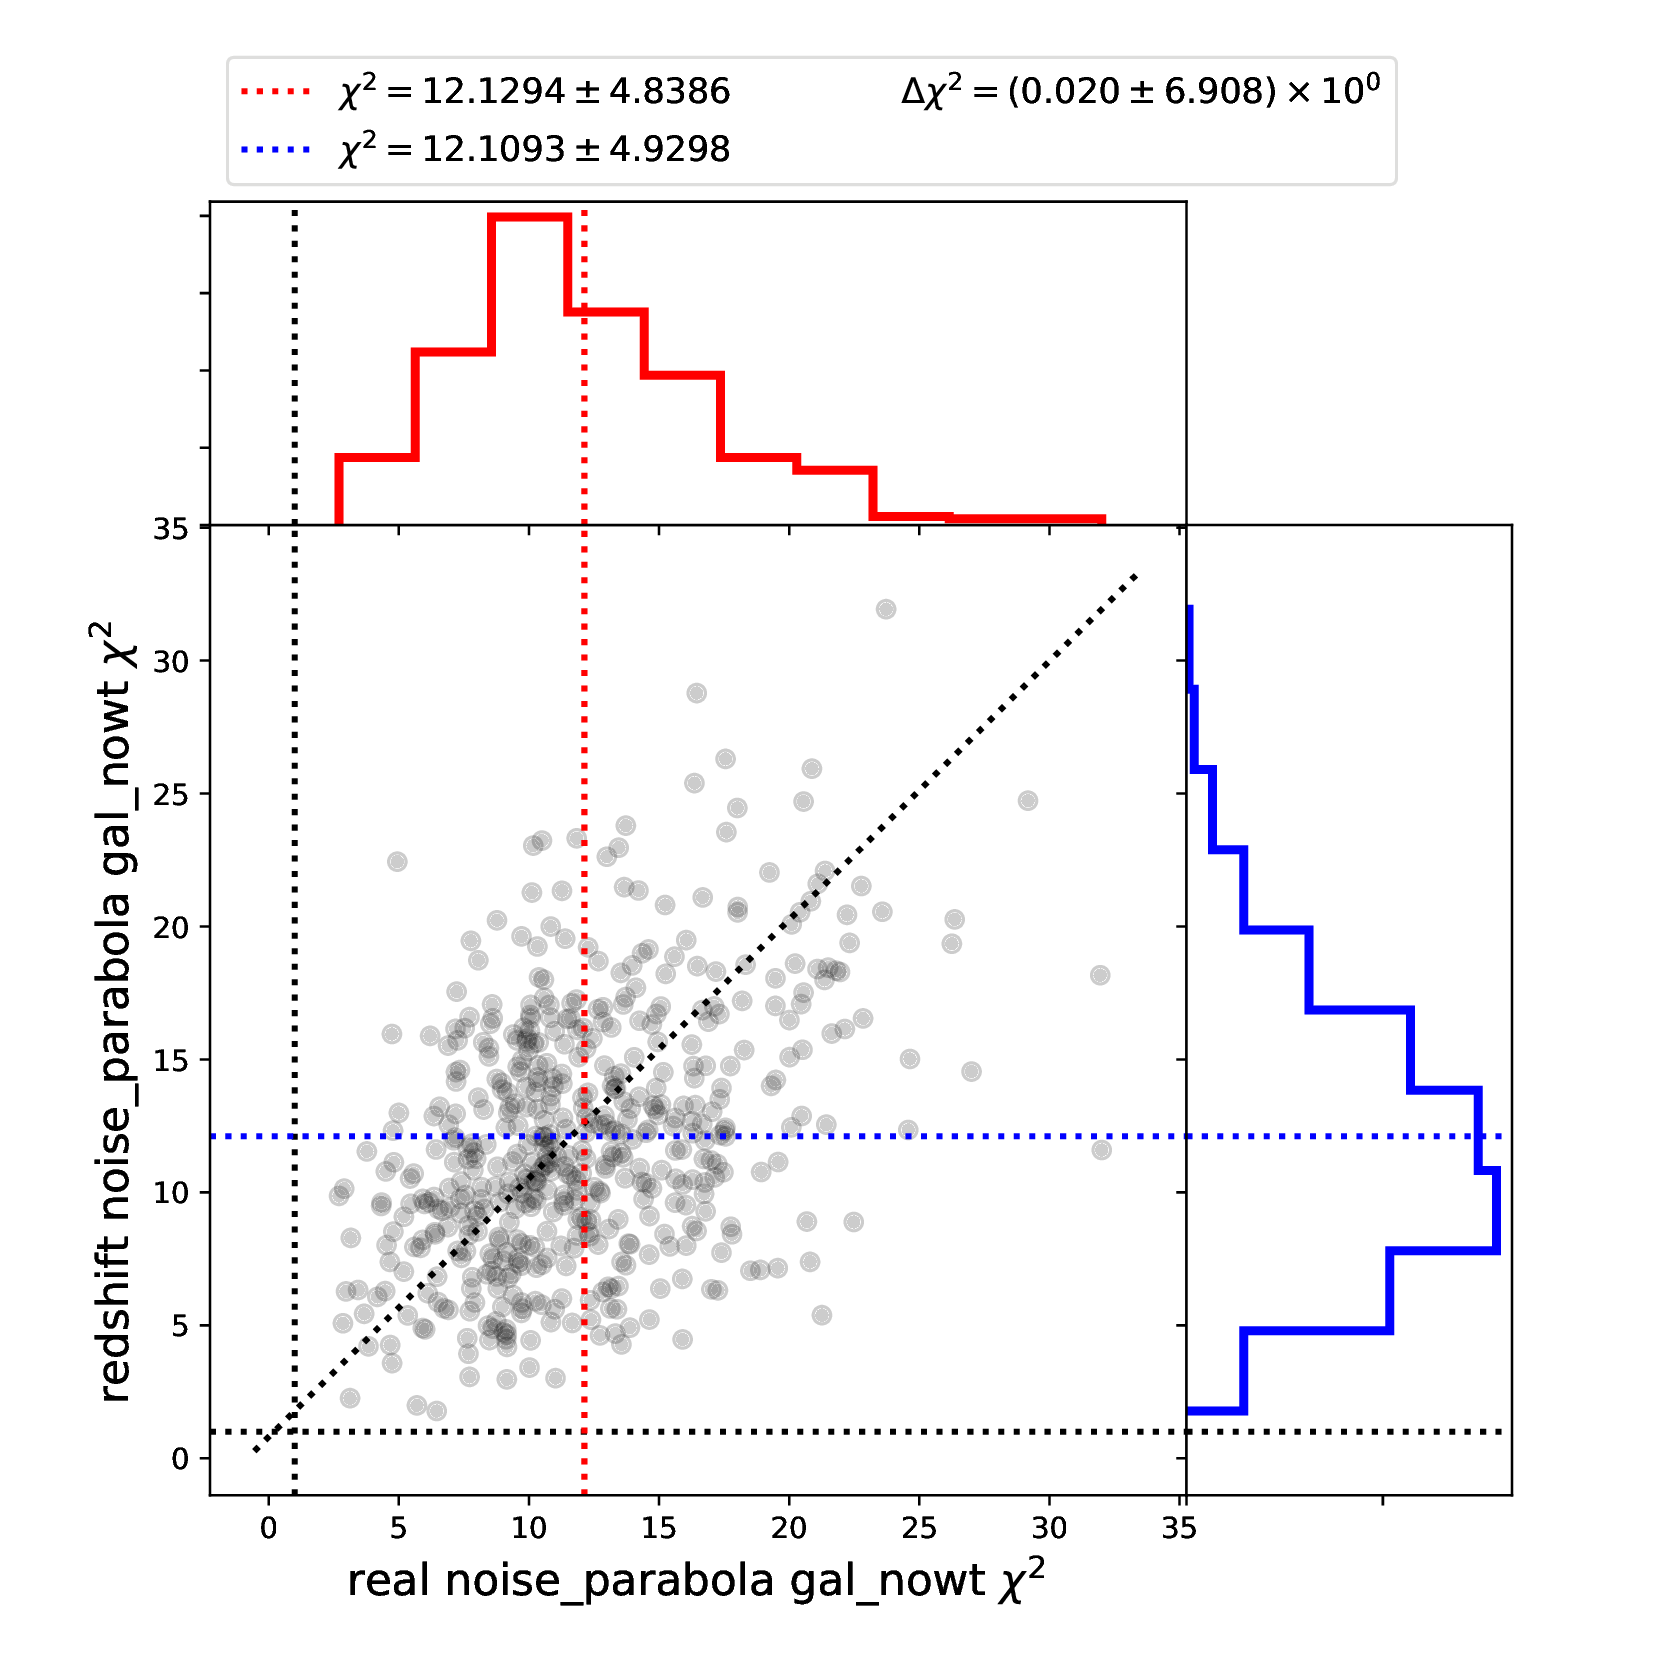 χ² = 12.1294 ± 4.8386
χ² = 12.1093 ± 4.9298
Δχ² = (0.020 ± 6.908) × 10⁰
35
30
25
20
15
10
5
0
redshift noise_parabola gal_nowt χ²
0 5 10 15 20 25 30 35
real noise_parabola gal_nowt χ²